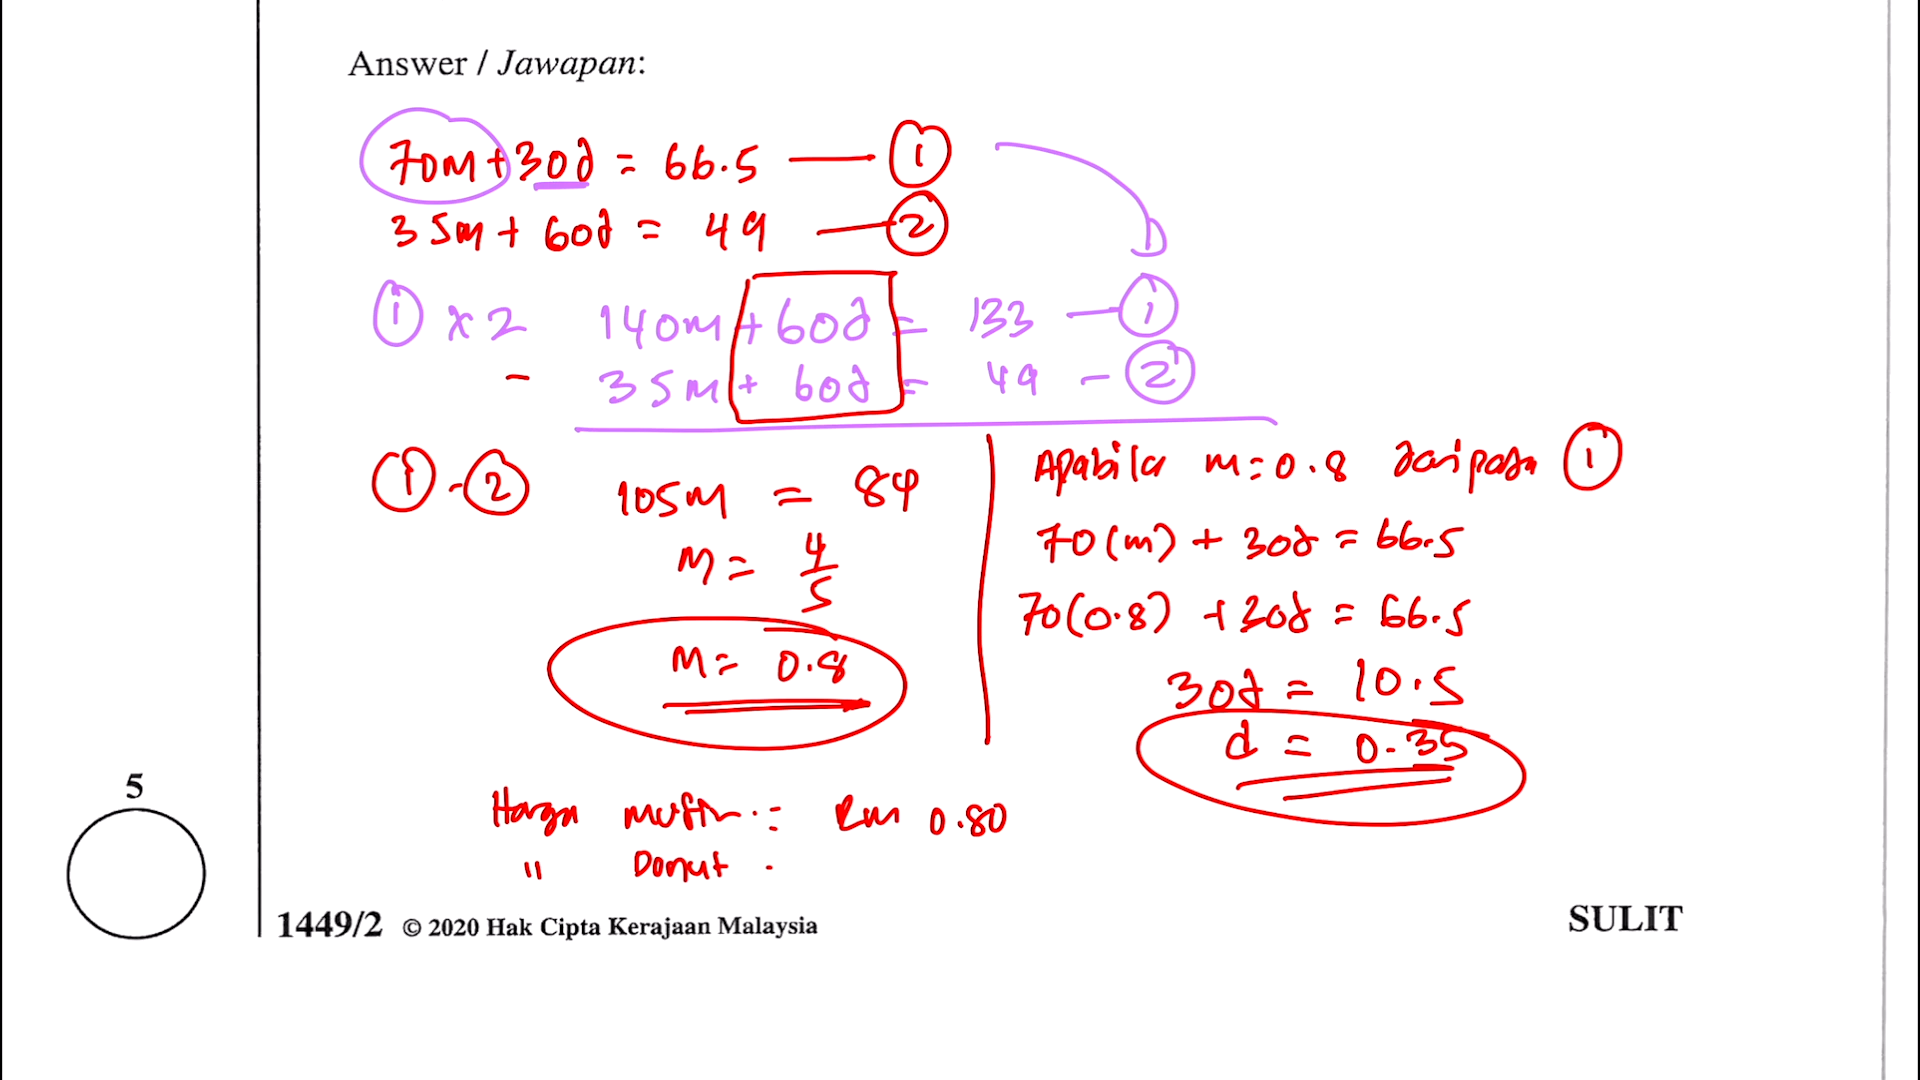 Answer / Jawapan:
70m + 30d = 66.5 — ①
35m + 60d = 49 — ②
① × 2 140m + 60d = 133 — ①
- 35m + 60d = 49 - ②
① - ② 105m = 84
m = 4/5
m = 0.8
Apabila m = 0.8 daripada ①
70(m) + 30d = 66.5
70(0.8) + 30d = 66.5
30d = 10.5
d = 0.35
Harga muffin : RM 0.80
" Donut :
5
1449/2 © 2020 Hak Cipta Kerajaan Malaysia
SULIT